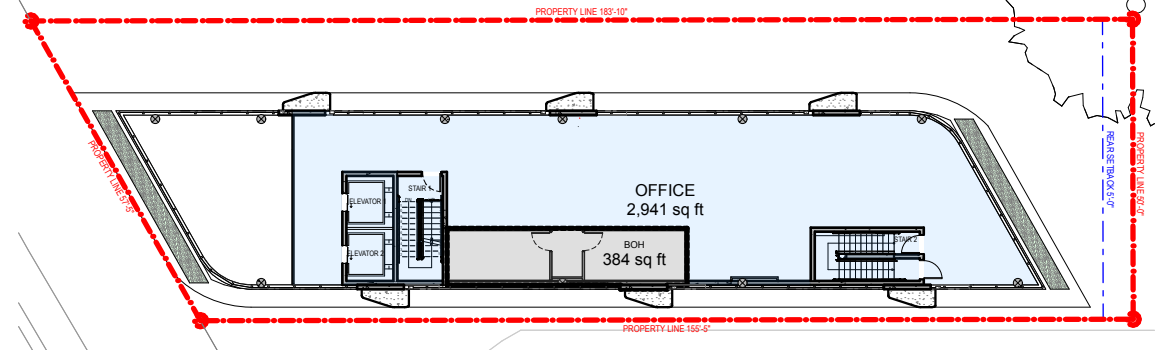 PROPERTY LINE 183'-10"
PROPERTY LINE 57'-5"
REAR SETBACK 5'-0"
PROPERTY LINE 50'-0"
STAIR
ELEVATOR
OFFICE
2,941 sq ft
BOH
384 sq ft
STAIR 2
ELEVATOR 2
PROPERTY LINE 155'-5"